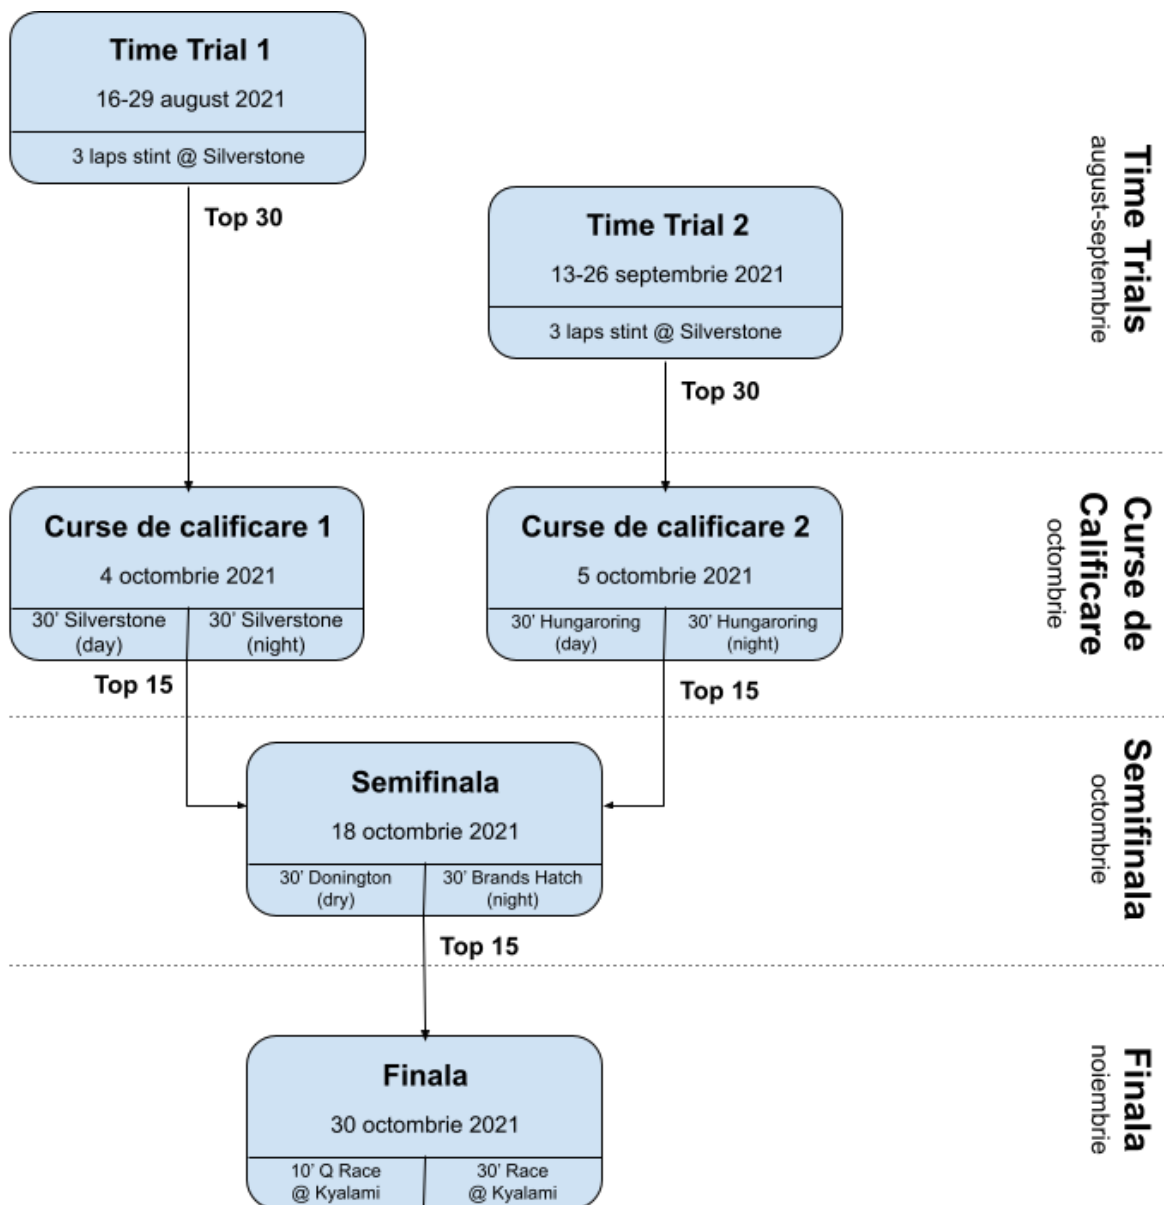 Time Trial 1
16-29 august 2021
3 laps stint @ Silverstone
Top 30
Time Trial 2
13-26 septembrie 2021
3 laps stint @ Silverstone
Top 30
Time Trials
august-septembrie
Curse de calificare 1
4 octombrie 2021
30' Silverstone
(day)
30' Silverstone
(night)
Top 15
Curse de calificare 2
5 octombrie 2021
30' Hungaroring
(day)
30' Hungaroring
(night)
Top 15
Curse de
Calificare
octombrie
Semifinala
18 octombrie 2021
30' Donington
(dry)
30' Brands Hatch
(night)
Top 15
Semifinala
octombrie
Finala
30 octombrie 2021
10' Q Race
@ Kyalami
30' Race
@ Kyalami
Finala
noiembrie